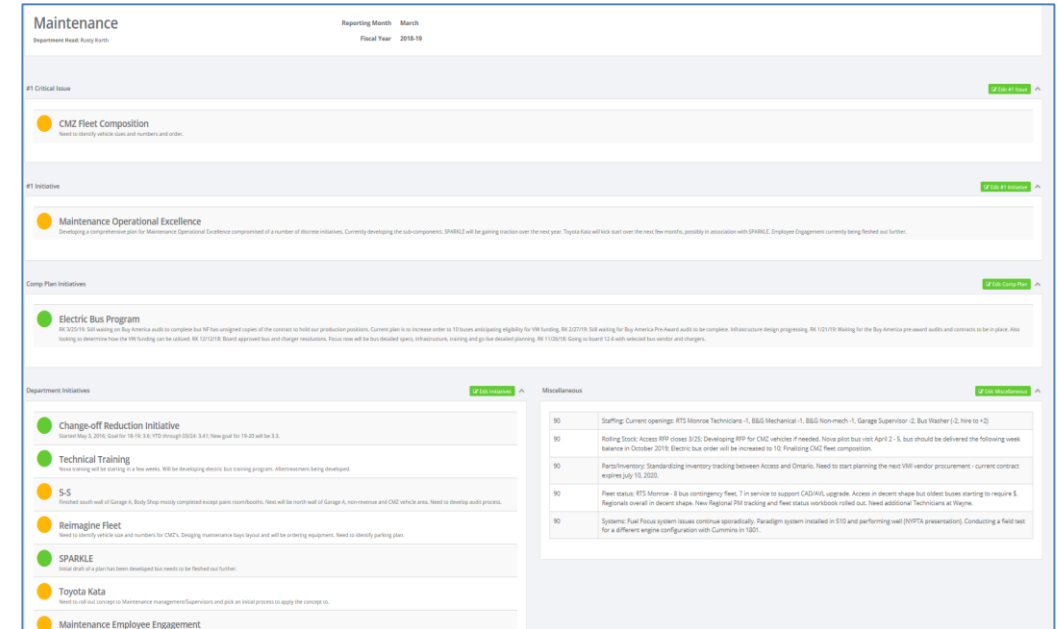 Maintenance
Department Head: Rusty Korth
Reporting Month March
Fiscal Year 2018-19
#1 Critical Issue
Edit #1 Issue
CMZ Fleet Composition
Need to identify vehicle sizes and numbers and order.
#1 Initiative
Edit #1 Initiative
Maintenance Operational Excellence
Developing a comprehensive plan for Maintenance Operational Excellence compromised of a number of discrete initiatives. Currently developing the sub-components, SPARKLE will be gaining traction over the next year. Toyota Kata will kick start over the next few months, possibly in association with SPARKLE. Employee Engagement currently being fleshed out further.
Comp Plan Initiatives
Edit Comp Plan
Electric Bus Program
RK 3/25/19: Still waiting on Buy America audit to complete but NF has unsigned copies of the contract to hold our production positions. Current plan is to increase order to 10 buses anticipating eligibility for VW funding. RK 2/27/19: Still waiting for Buy America Pre-Award audit to be complete. Infrastructure design progressing. RK 1/21/19: Waiting for the Buy America pre-award audits and contracts to be in place. Also
looking to determine how the VW funding can be utilized. RK 12/12/18: Board approved bus and charger resolutions. Focus now will be bus detailed specs, infrastructure, training and go live detailed planning. RK 11/26/18: Going to board 12-6 with selected bus vendor and chargers.
Department Initiatives
Edit Initiatives
Change-off Reduction Initiative
Started May 3, 2016; Goal for 18-19: 3.6; YTD through 03/24: 3.41; New goal for 19-20 will be 3.3.
Technical Training
Nova training will be starting in a few weeks. Will be developing electric bus training program. Aftertreatment being developed.
5-S
Finished south wall of Garage A, Body Shop mostly completed except paint room/booths. Next will be north wall of Garage A, non-revenue and CMZ vehicle area. Need to develop audit process.
Reimagine Fleet
Need to identify vehicle size and numbers for CMZ's. Desiging maintenance bays layout and will be ordering equipment. Need to identify parking plan.
SPARKLE
Initial draft of a plan has been developed but needs to be fleshed out further.
Toyota Kata
Need to roll out concept to Maintenance management/Supervisors and pick an initial process to apply the concept to.
Maintenance Employee Engagement
Miscellaneous
Edit Miscellaneous
90 Staffing: Current openings: RTS Monroe Technicians -1, B&G Mechanical -1, B&G Non-mech -1, Garage Supervisor -2, Bus Washer (-2, hire to +2)
90 Rolling Stock: Access RFP closes 3/25; Developing RFP for CMZ vehicles if needed. Nova pilot bus visit April 2 - 5, bus should be delivered the following week
balance in October 2019; Electric bus order will be increased to 10; Finalizing CMZ fleet composition.
90 Parts/Inventory: Standardizing inventory tracking between Access and Ontario. Need to start planning the next VMI vendor procurement - current contract
expires July 10, 2020.
90 Fleet status: RTS Monroe - 8 bus contingency fleet, 7 in service to support CAD/AVL upgrade. Access in decent shape but oldest buses starting to require $.
Regionals overall in decent shape. New Regional PM tracking and fleet status workbook rolled out. Need additional Technicians at Wayne.
90 Systems: Fuel Focus system issues continue sporadically. Paradigm system installed in 510 and performing well (NYPTA presentation). Conducting a field test
for a different engine configuration with Cummins in 1801.